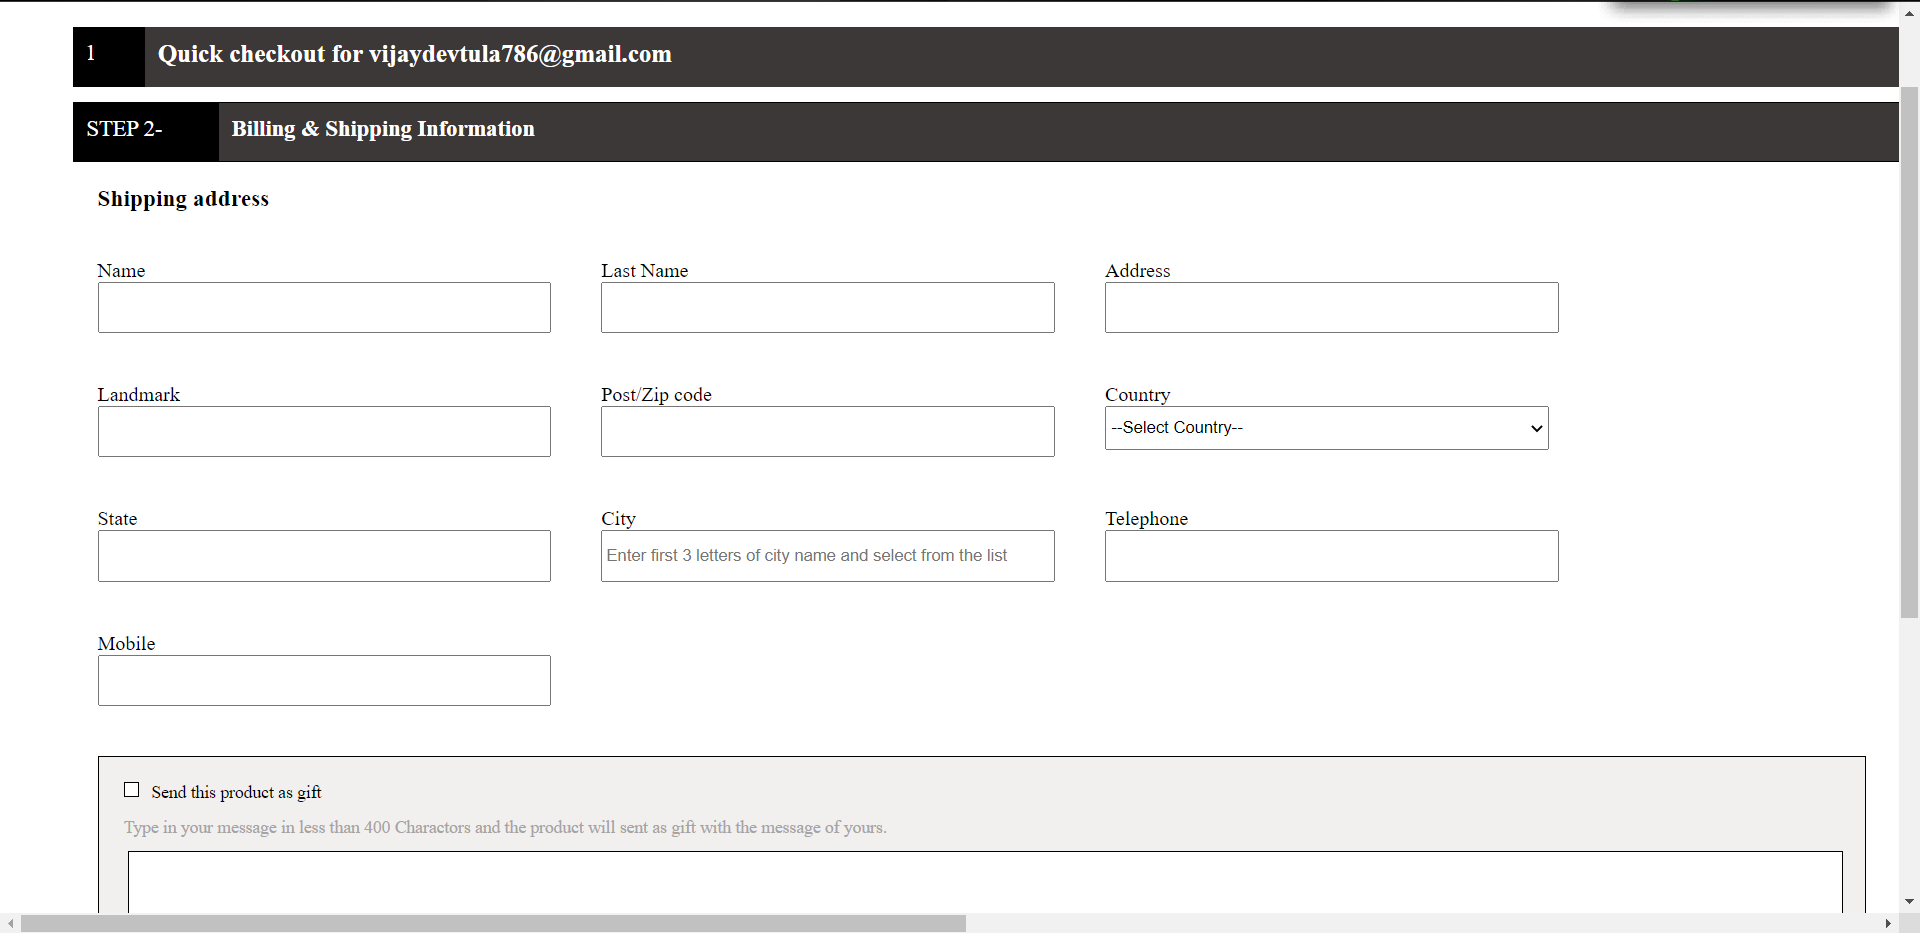 1 Quick checkout for vijaydevtula786@gmail.com
STEP 2- Billing & Shipping Information
Shipping address
Name Last Name Address
Landmark Post/Zip code Country
--Select Country--
State City Telephone
Enter first 3 letters of city name and select from the list
Mobile
Send this product as gift
Type in your message in less than 400 Charactors and the product will sent as gift with the message of yours.